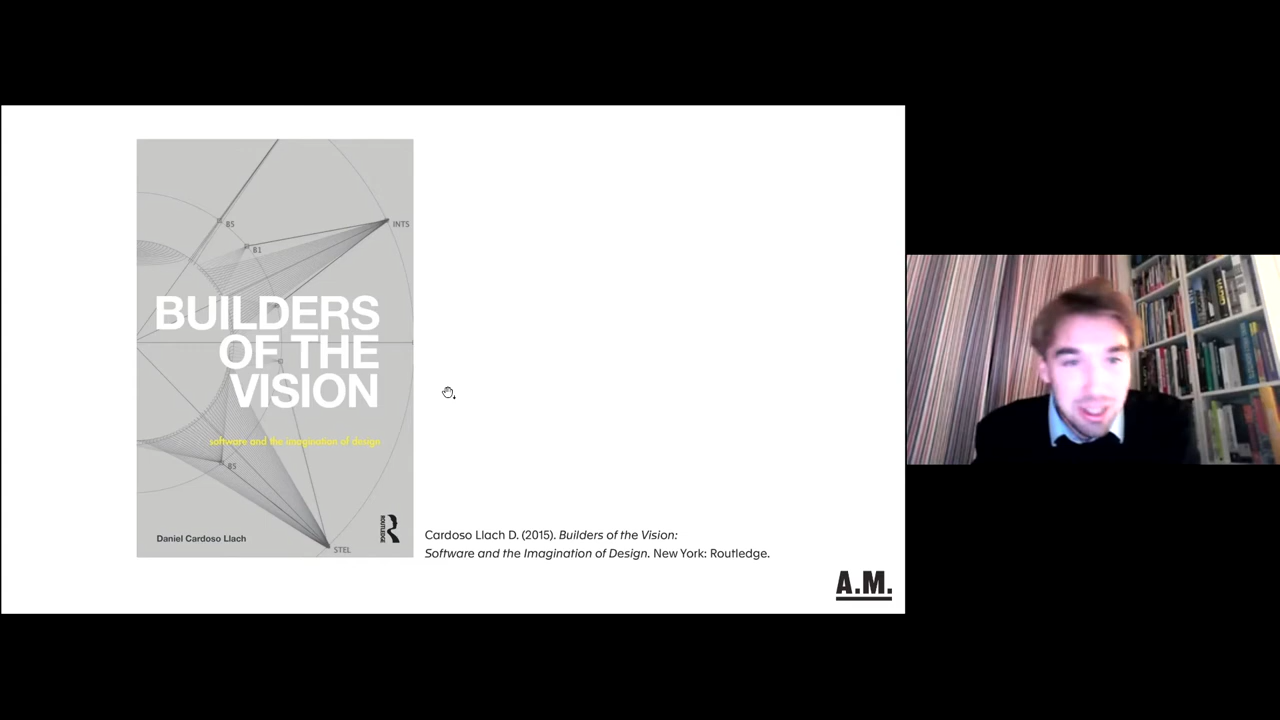 B5
INTS
B1
BUILDERS
OF THE
VISION
software and the imagination of design
B5
Daniel Cardoso Llach
ROUTLEDGE
STEL
Cardoso Llach D. (2015). Builders of the Vision:
Software and the Imagination of Design. New York: Routledge.
A.M.